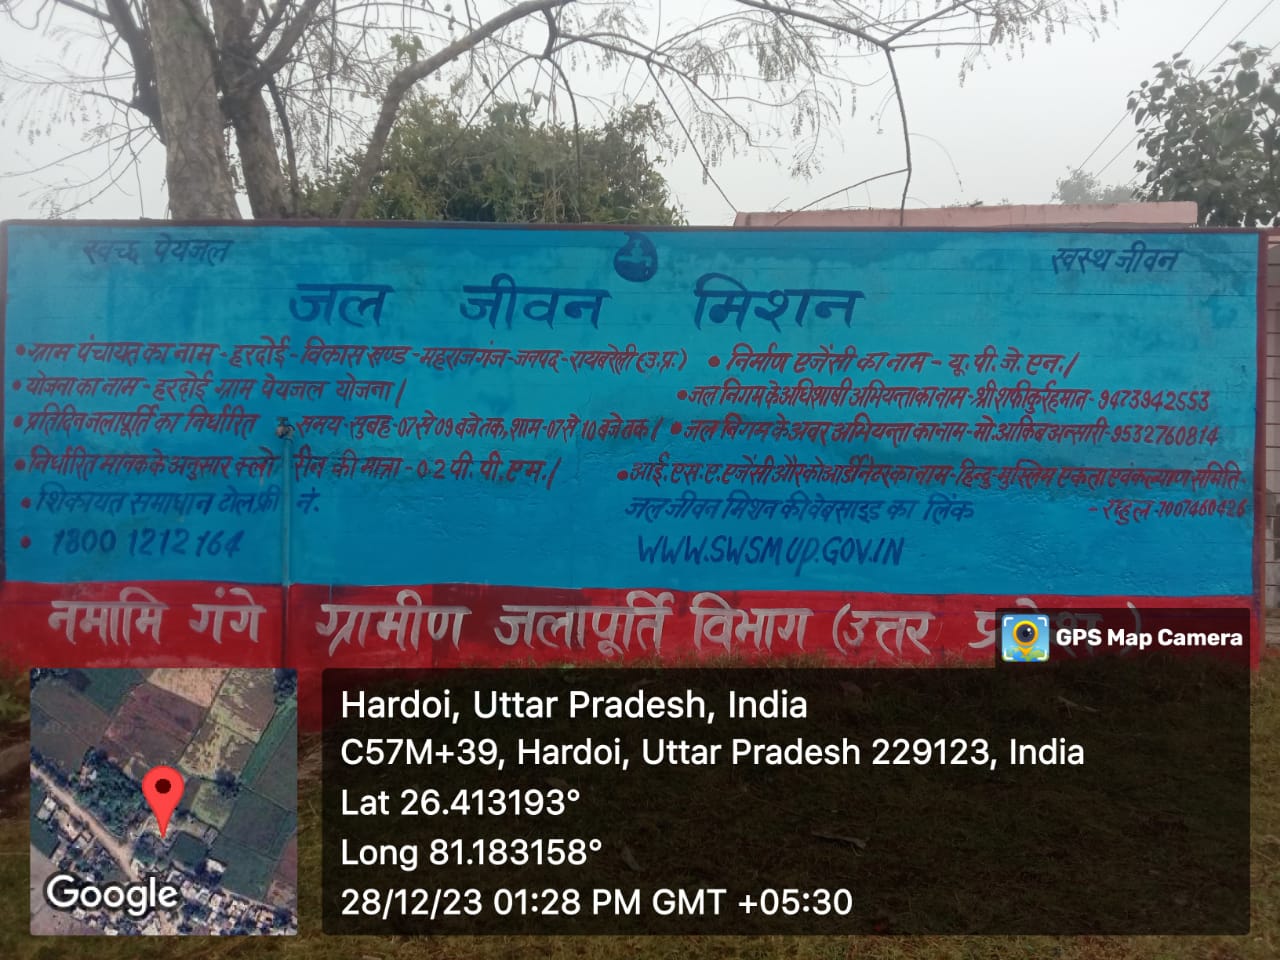 स्वच्छ पेयजल
स्वस्थ जीवन
जल जीवन मिशन
• ग्राम पंचायत का नाम - हरदोई - विकास खण्ड - महराजगंज - जनपद - रायबरेली (उ.प्र.)
• योजना का नाम - हरदोई ग्राम पेयजल योजना।
• प्रतिदिन जलापूर्ति का निर्धारित समय - सुबह - 07 से 09 बजे तक, शाम - 07 से 10 बजे तक।
• निर्धारित मानक के अनुसार क्लोरीन की मात्रा - 0.2 पी.पी.एम.।
• शिकायत समाधान टोल फ्री नं.
• 1800 1212 164
• निर्माण एजेंसी का नाम - यू.पी.जे.एन.।
• जल निगम के अधिशाषी अभियन्ता का नाम - श्री शफीकुर्रहमान - 9473942553
• जल निगम के अवर अभियन्ता का नाम - मो. आकिब अन्सारी - 9532760814
• आई.एस.ए. एजेंसी और कोआर्डीनेटर का नाम - हिन्दू-मुस्लिम एकता एवं कल्याण समिति -
- राहुल - 7007460426
जल जीवन मिशन की वेबसाइड का लिंक
WWW.SWSMUP.GOV.IN
नमामि गंगे ग्रामीण जलापूर्ति विभाग (उत्तर प्रदेश)
GPS Map Camera
Google
Hardoi, Uttar Pradesh, India
C57M+39, Hardoi, Uttar Pradesh 229123, India
Lat 26.413193°
Long 81.183158°
28/12/23 01:28 PM GMT +05:30